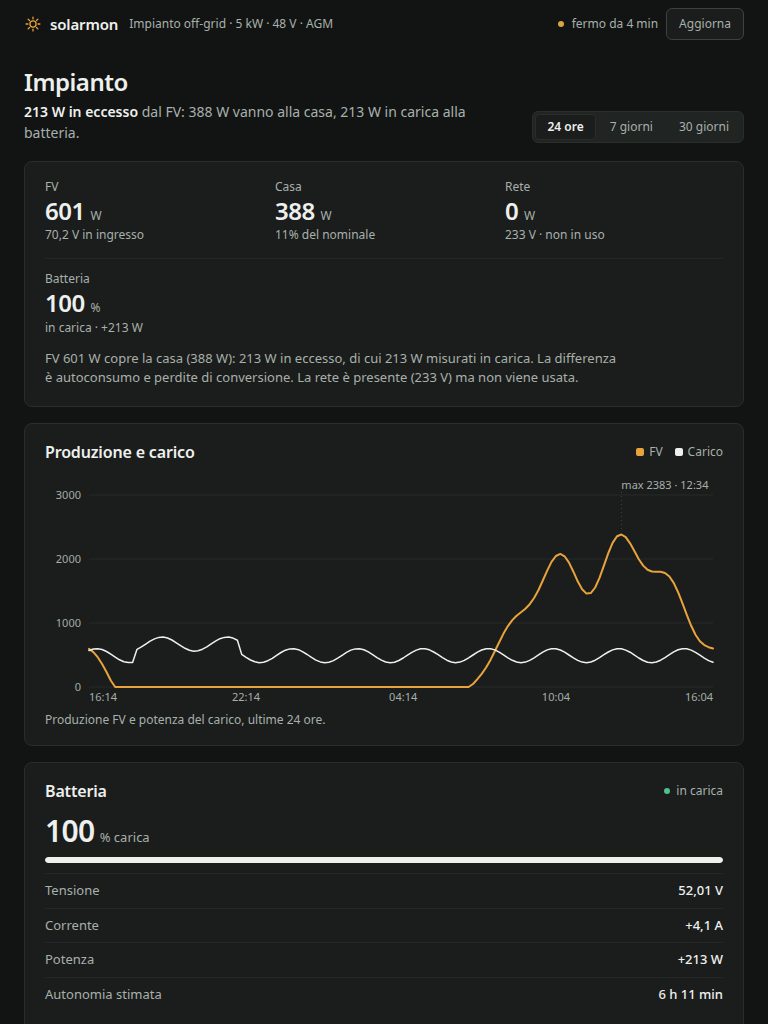 solarmon Impianto off-grid · 5 kW · 48 V · AGM fermo da 4 min Aggiorna
Impianto
213 W in eccesso dal FV: 388 W vanno alla casa, 213 W in carica alla
batteria.
24 ore 7 giorni 30 giorni
FV Casa Rete
601 W 388 W 0 W
70,2 V in ingresso 11% del nominale 233 V · non in uso
Batteria
100 %
in carica · +213 W
FV 601 W copre la casa (388 W): 213 W in eccesso, di cui 213 W misurati in carica. La differenza
è autoconsumo e perdite di conversione. La rete è presente (233 V) ma non viene usata.
Produzione e carico FV Carico
max 2383 · 12:34
3000
2000
1000
0
16:14 22:14 04:14 10:04 16:04
Produzione FV e potenza del carico, ultime 24 ore.
Batteria in carica
100 % carica
Tensione 52,01 V
Corrente +4,1 A
Potenza +213 W
Autonomia stimata 6 h 11 min